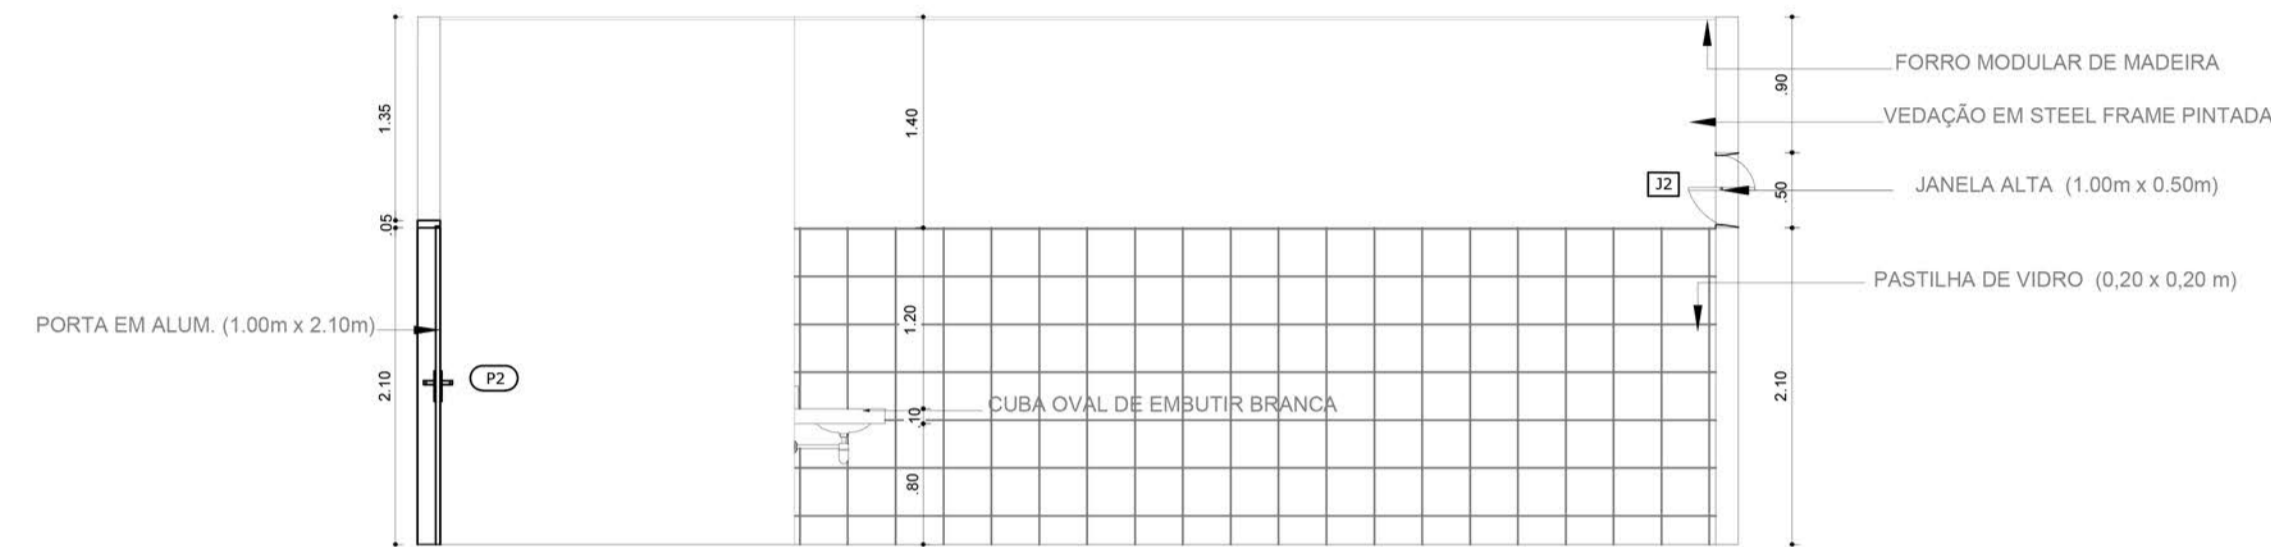 FORRO MODULAR DE MADEIRA
.90
1.35
1.40
VEDAÇÃO EM STEEL FRAME PINTADA
J2
.50
JANELA ALTA (1.00m x 0.50m)
.05
PASTILHA DE VIDRO (0,20 x 0,20 m)
PORTA EM ALUM. (1.00m x 2.10m)
1.20
P2
2.10
2.10
CUBA OVAL DE EMBUTIR BRANCA
.10
.80